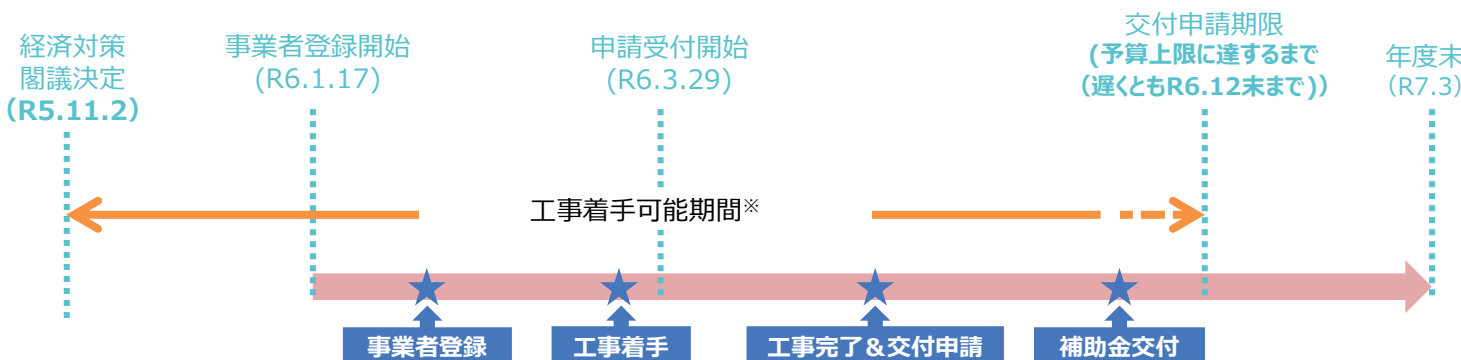 経済対策
閣議決定
（R5.11.2）
事業者登録開始
(R6.1.17)
申請受付開始
(R6.3.29)
交付申請期限
(予算上限に達するまで
（遅くともR6.12末まで))
年度末
(R7.3)
工事着手可能期間※
事業者登録
工事着手
工事完了＆交付申請
補助金交付